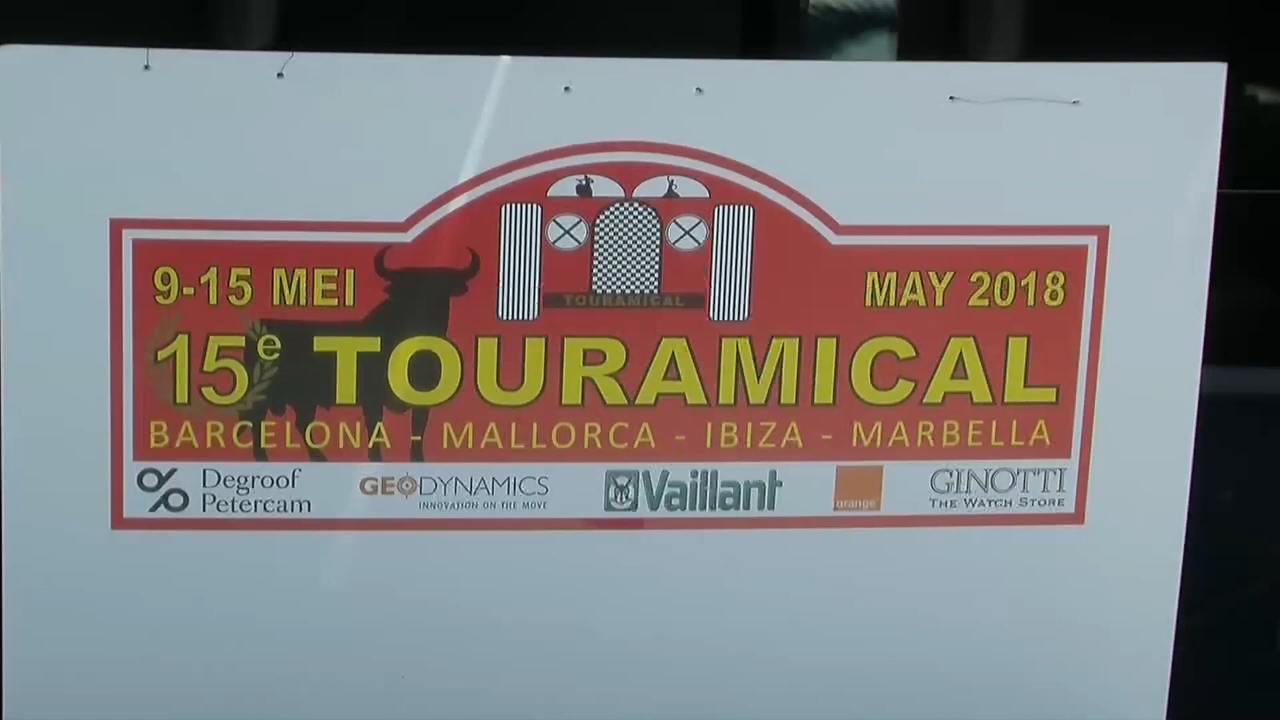 TOURAMICAL
9-15 MEI
MAY 2018
15e TOURAMICAL
BARCELONA - MALLORCA - IBIZA - MARBELLA
Degroof
Petercam
GEODYNAMICS
INNOVATION ON THE MOVE
Vaillant
orange
GINOTTI
THE WATCH STORE